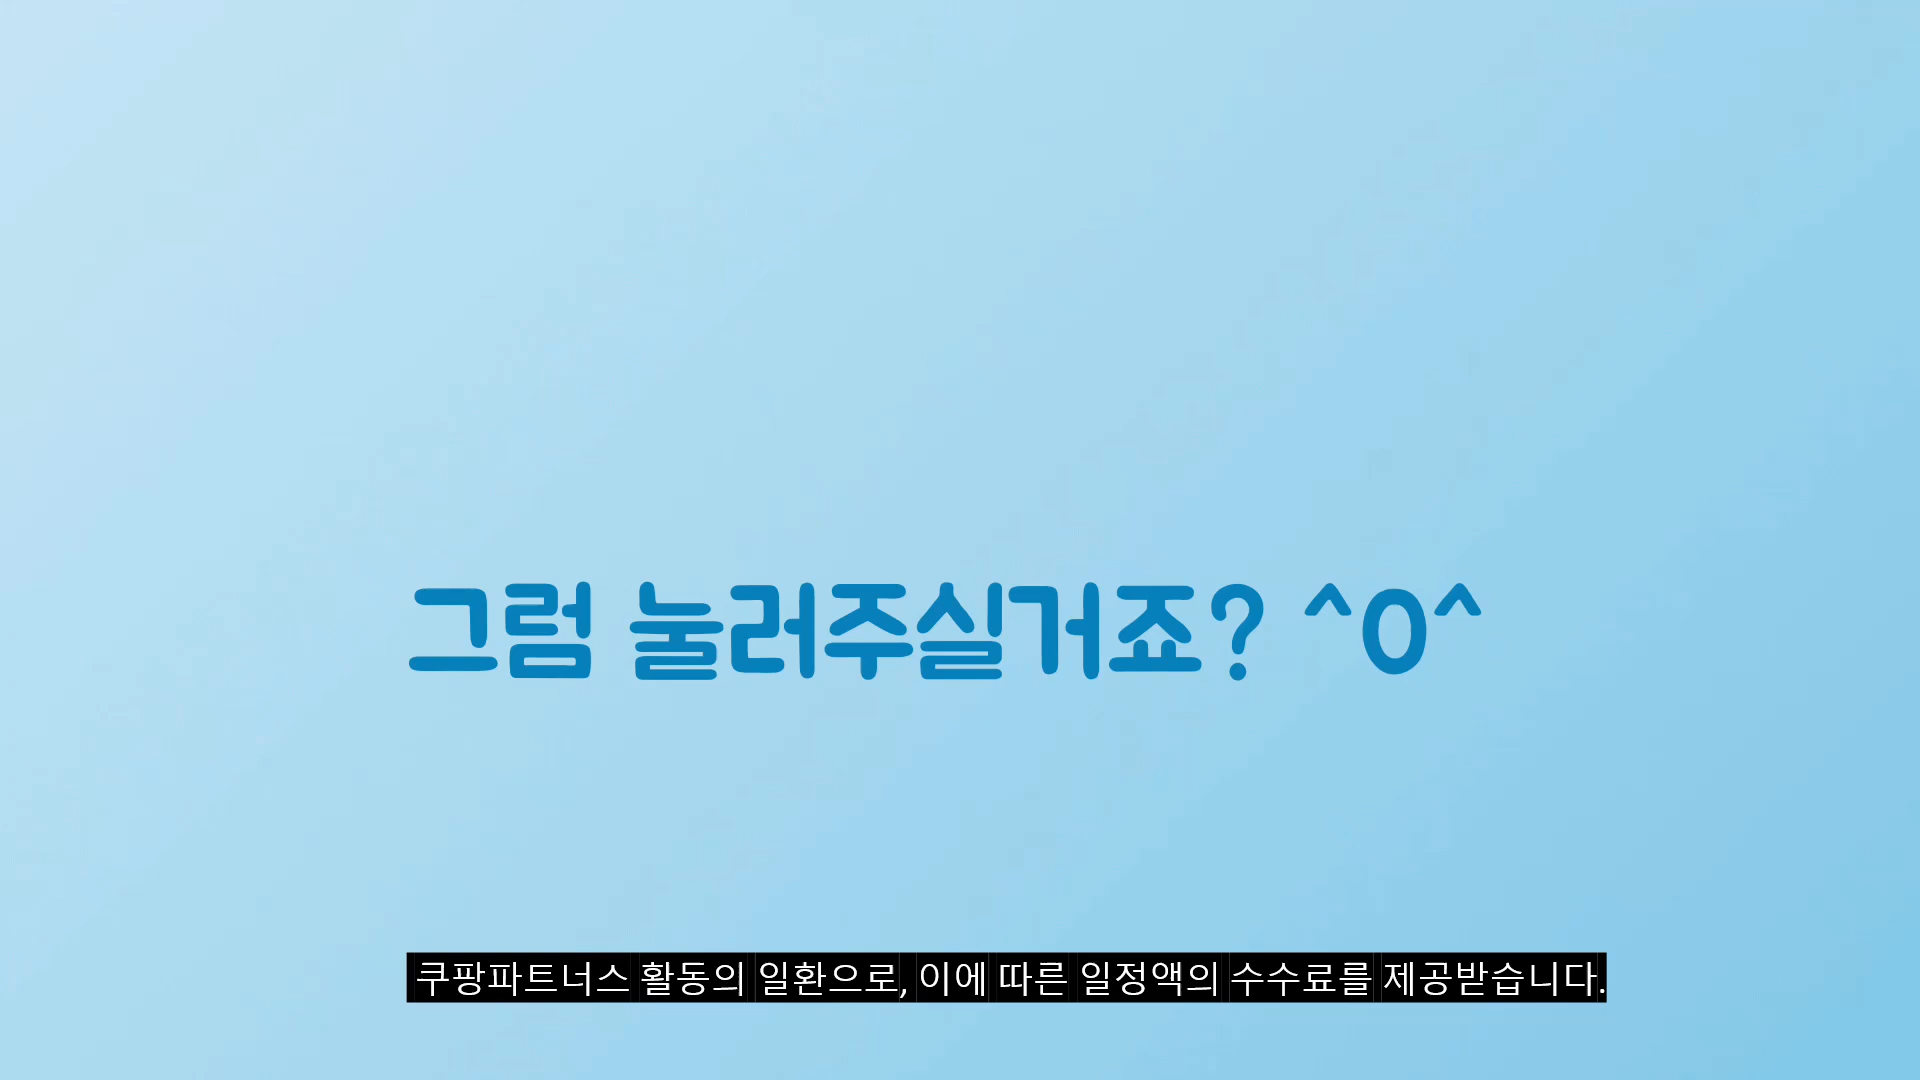 그럼 눌러주실거죠? ^0^
쿠팡파트너스 활동의 일환으로, 이에 따른 일정액의 수수료를 제공받습니다.